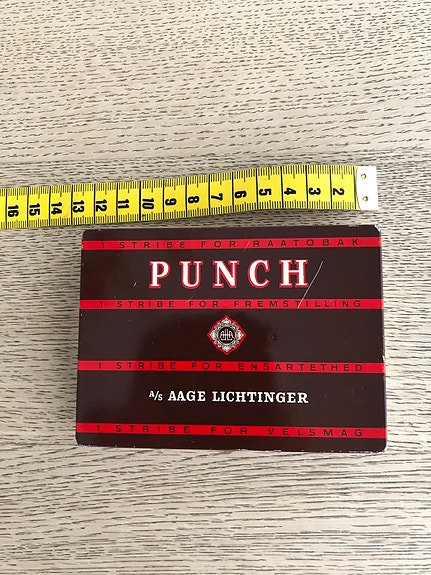 16 15 14 13 12 11 10 9 8 7 6 5 4 3 2
1 STRIBE FOR RAATOBAK
PUNCH
1 STRIBE FOR FREMSTILLING
1 STRIBE FOR ENSARTETHED
A/S AAGE LICHTINGER
1 STRIBE FOR VELSMAG